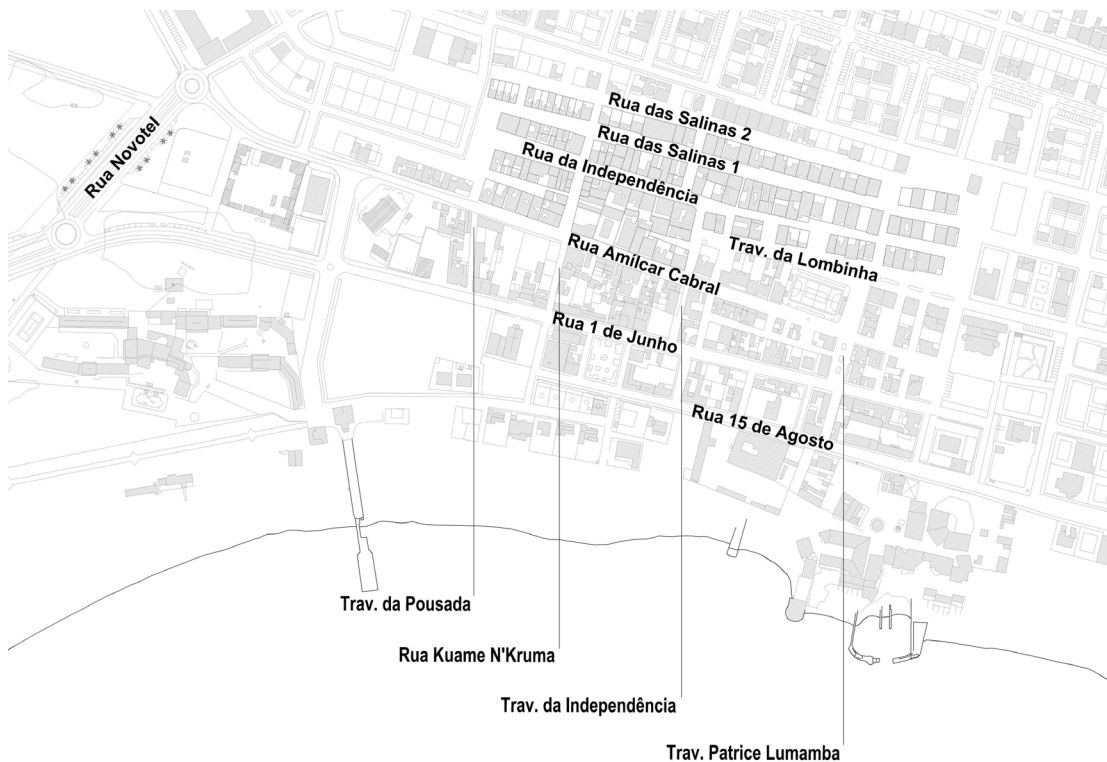 Rua Novotel
Rua das Salinas 2
Rua das Salinas 1
Rua da Independência
Trav. da Lombinha
Rua Amílcar Cabral
Rua 1 de Junho
Rua 15 de Agosto
Trav. da Pousada
Rua Kuame N'Kruma
Trav. da Independência
Trav. Patrice Lumamba